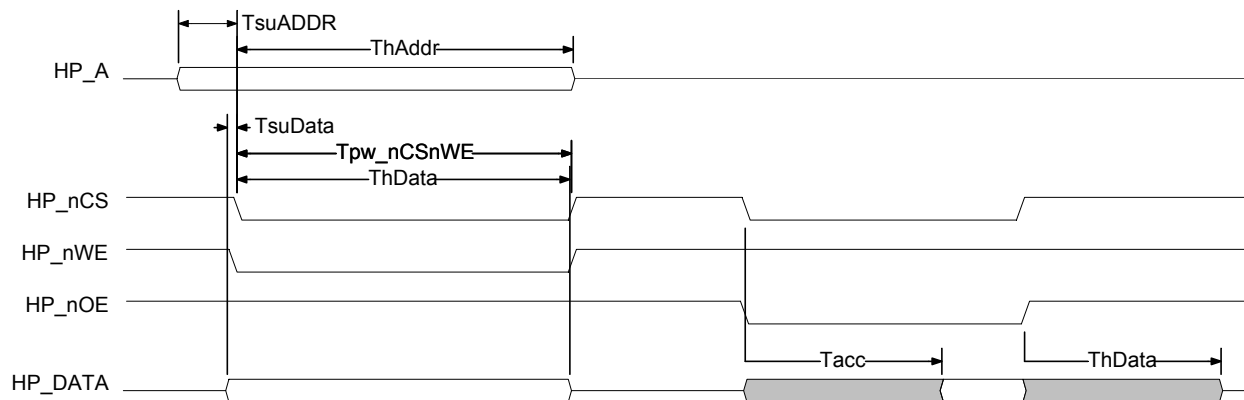 TsuADDR
ThAddr
HP_A
TsuData
Tpw_nCSnWE
ThData
HP_nCS
HP_nWE
HP_nOE
Tacc
ThData
HP_DATA